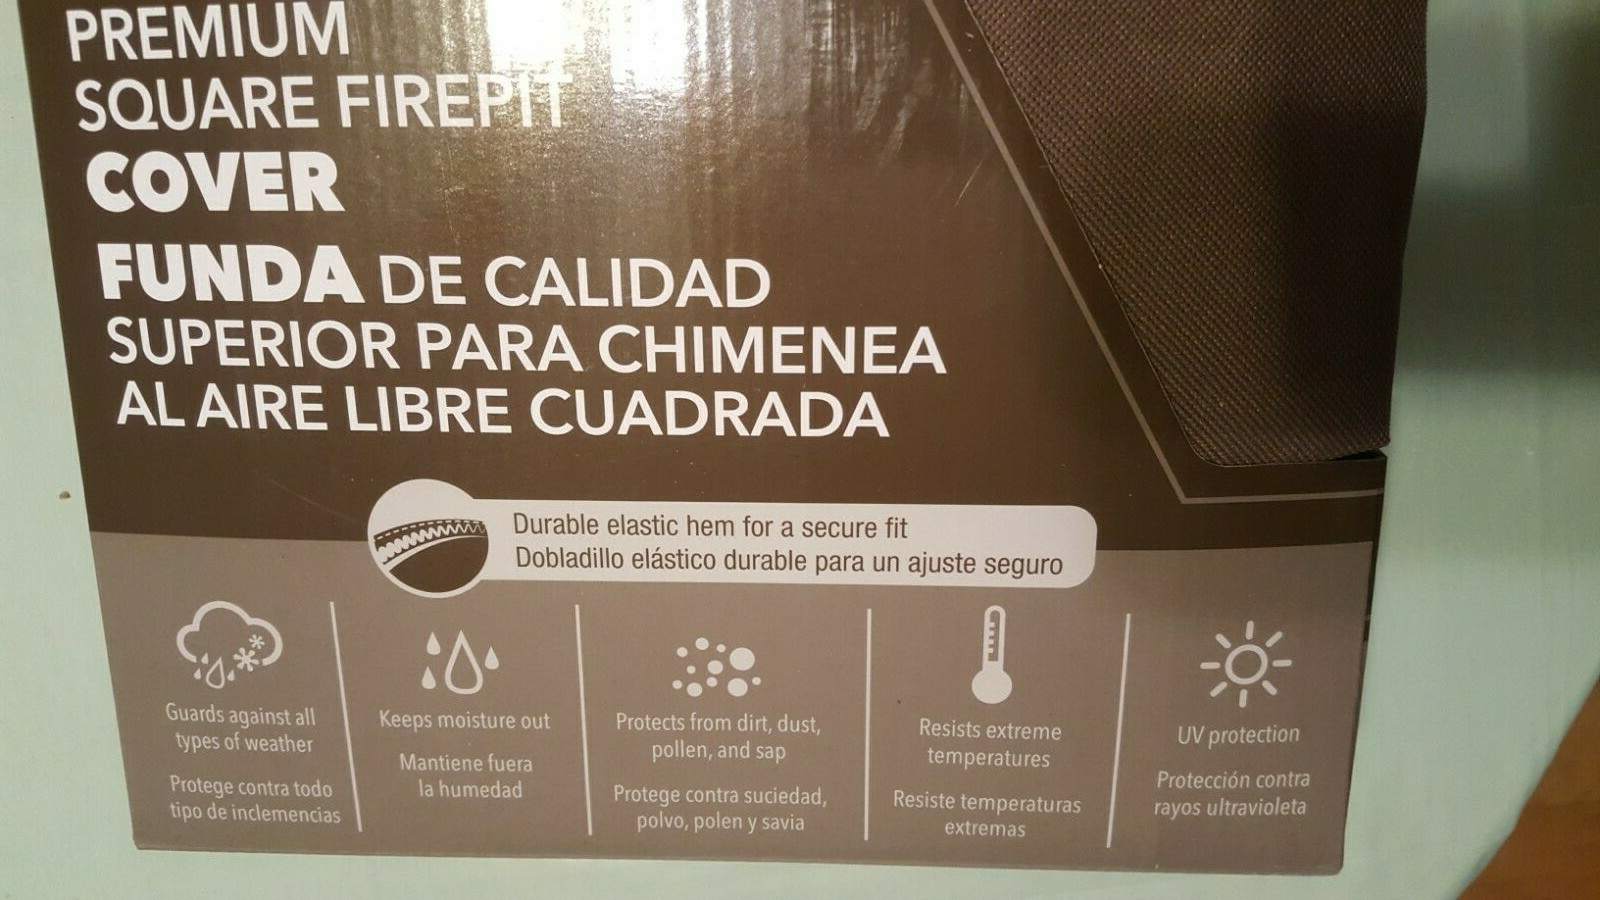 PREMIUM
SQUARE FIREPIT
COVER
FUNDA DE CALIDAD
SUPERIOR PARA CHIMENEA
AL AIRE LIBRE CUADRADA
Durable elastic hem for a secure fit
Dobladillo elástico durable para un ajuste seguro
Guards against all
types of weather
Protege contra todo
tipo de inclemencias
Keeps moisture out
Mantiene fuera
la humedad
Protects from dirt, dust,
pollen, and sap
Protege contra suciedad,
polvo, polen y savia
Resists extreme
temperatures
Resiste temperaturas
extremas
UV protection
Protección contra
rayos ultravioleta